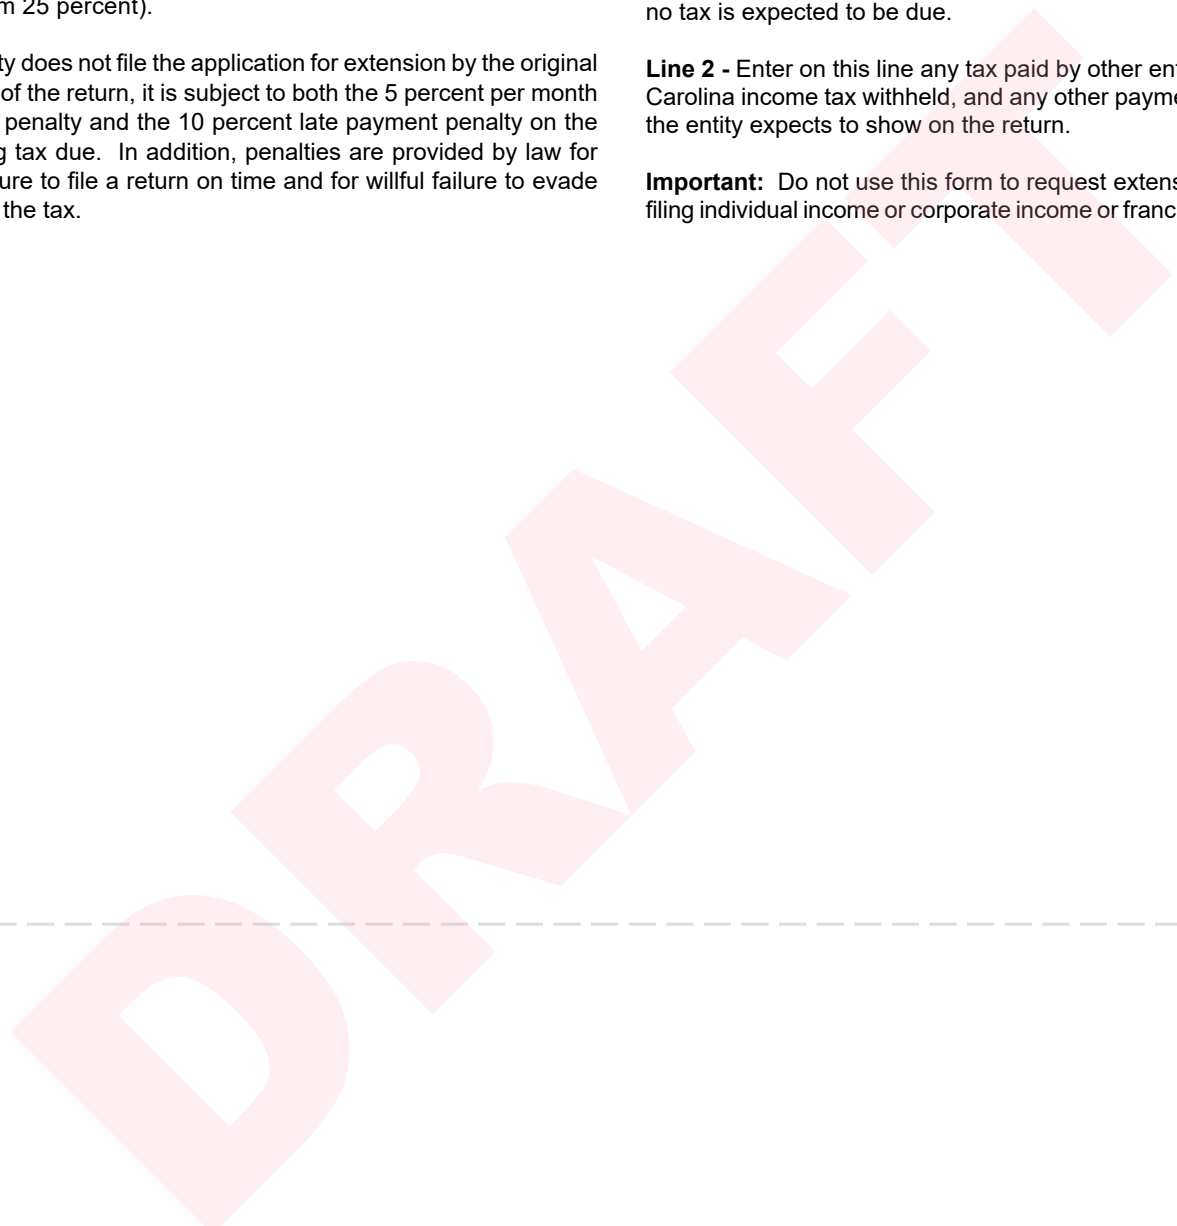 m 25 percent).
ty does not file the application for extension by the original
of the return, it is subject to both the 5 percent per month
penalty and the 10 percent late payment penalty on the
g tax due. In addition, penalties are provided by law for
ure to file a return on time and for willful failure to evade
the tax.
no tax is expected to be due.
Line 2 - Enter on this line any tax paid by other ent
Carolina income tax withheld, and any other payme
the entity expects to show on the return.
Important: Do not use this form to request extens
filing individual income or corporate income or franc
DRAFT